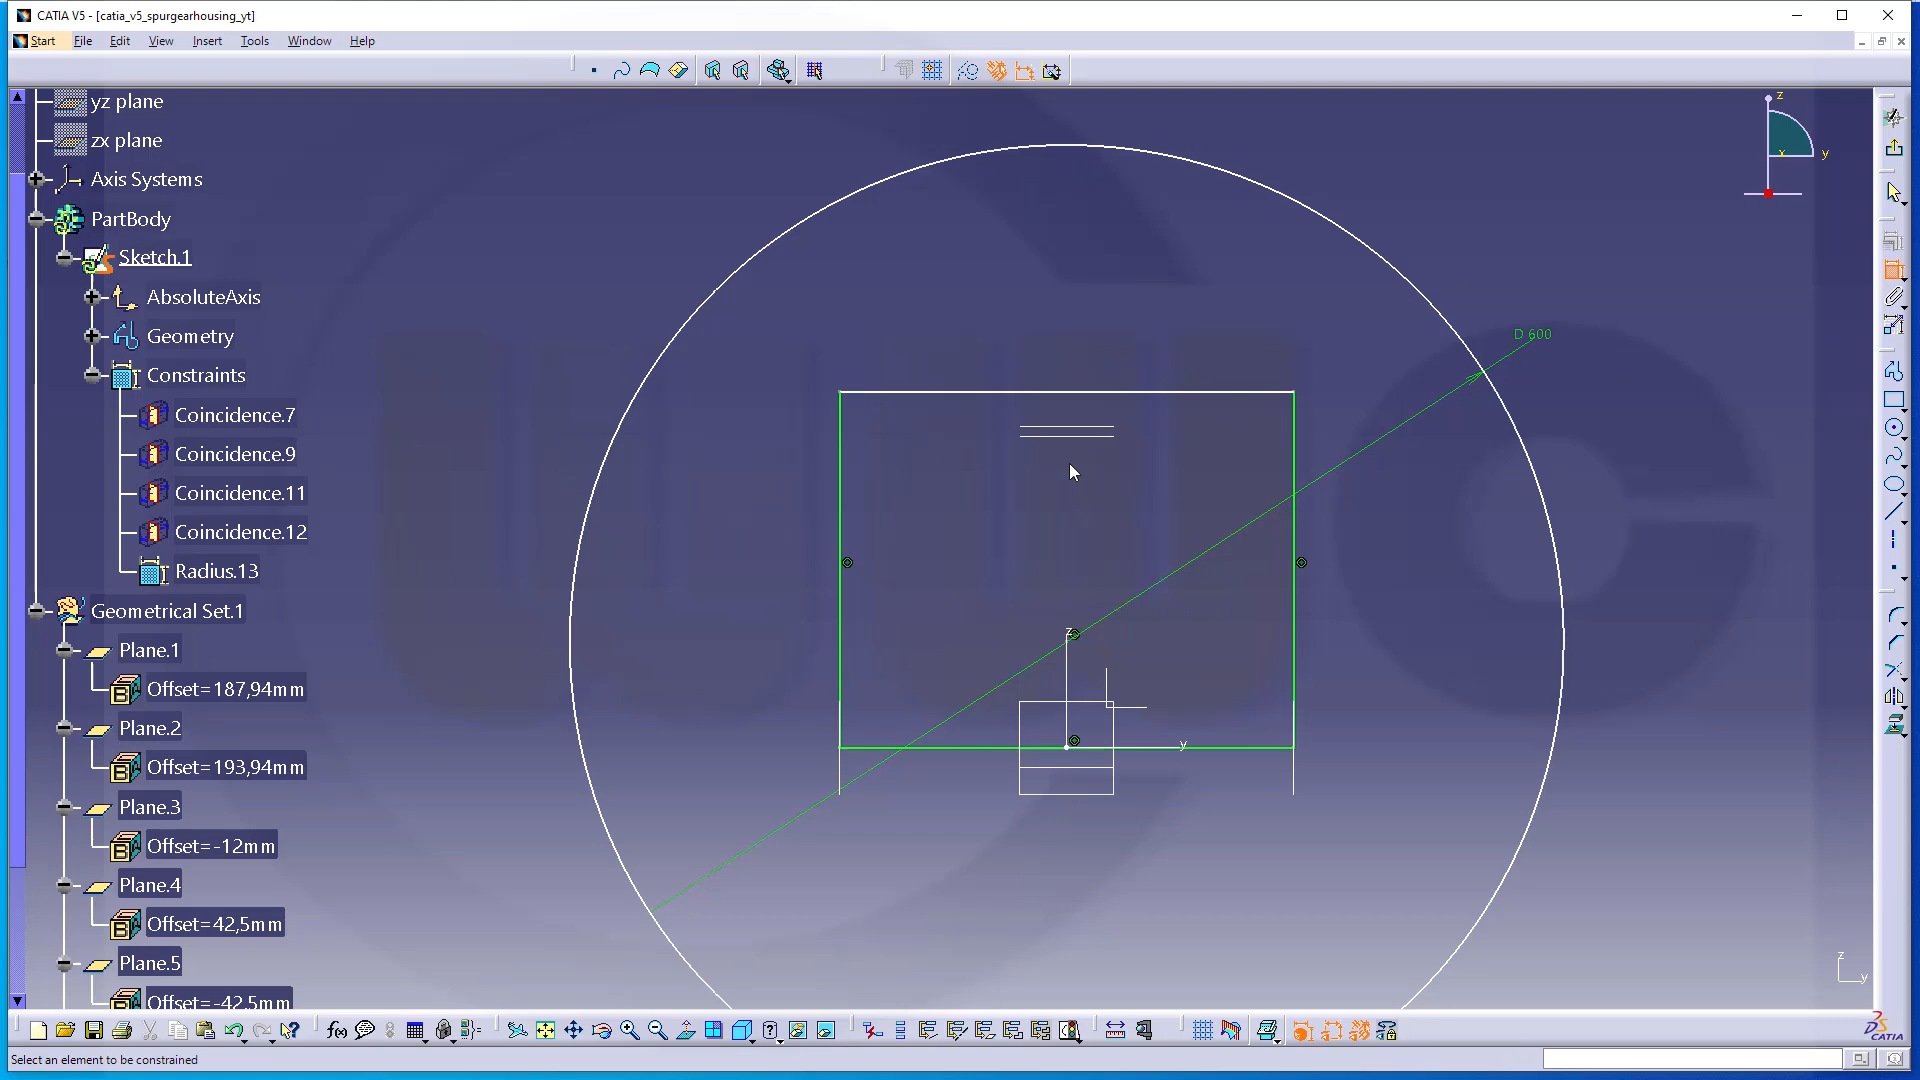 CATIA V5 - [catia_v5_spurgearhousing_yt]
Start File Edit View Insert Tools Window Help
yz plane
zx plane
Axis Systems
PartBody
Sketch.1
AbsoluteAxis
Geometry
Constraints
Coincidence.7
Coincidence.9
Coincidence.11
Coincidence.12
Radius.13
Geometrical Set.1
Plane.1
Offset=187,94mm
Plane.2
Offset=193,94mm
Plane.3
Offset=-12mm
Plane.4
Offset=42,5mm
Plane.5
Offset=-42,5mm
z
x
y
D 600
z
y
z
y
CATIA
Select an element to be constrained